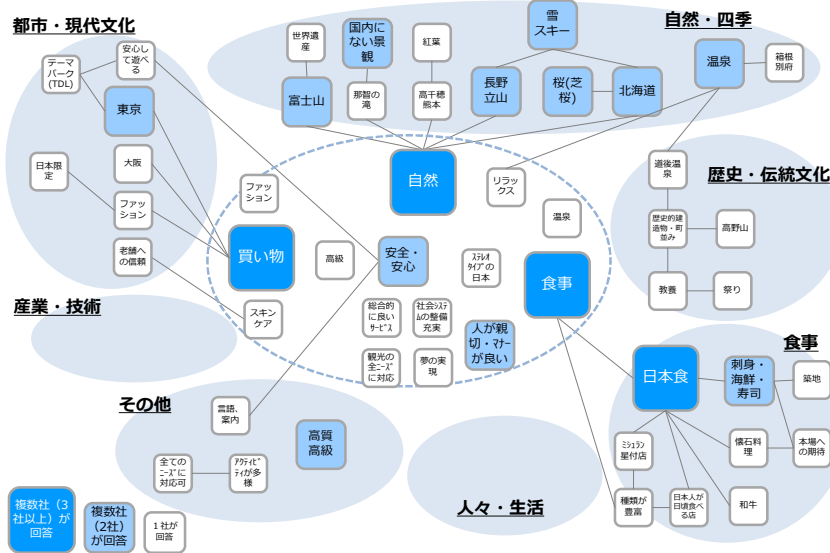 都市・現代文化
自然・四季
歴史・伝統文化
産業・技術
食事
その他
人々・生活
テーマ
パーク
(TDL)
安心し
て遊べ
る
東京
日本限
定
大阪
ファッ
ション
老舗へ
の信頼
世界遺
産
国内に
ない景
観
紅葉
雪
スキー
温泉
箱根
別府
富士山
那智の
滝
高千穂
熊本
長野
立山
桜(芝
桜)
北海道
自然
リラッ
クス
ファッ
ション
買い物
高級
安全・
安心
ステレオ
タイプの
日本
温泉
食事
スキン
ケア
総合的
に良い
サービス
社会システ
ムの整備
充実
人が親
切・マナー
が良い
観光の
全ニーズ
に対応
夢の実
現
道後温
泉
歴史的建
造物・町
並み
高野山
教養
祭り
日本食
刺身・
海鮮・
寿司
築地
ミシュラン
星付店
懐石料
理
本場へ
の期待
種類が
豊富
日本人が
日頃食べ
る店
和牛
言語、
案内
高質
高級
全ての
ニーズに
対応可
アクティビ
ティが多
様
複数社（3
社以上）が
回答
複数社
（2社）
が回答
１社が
回答